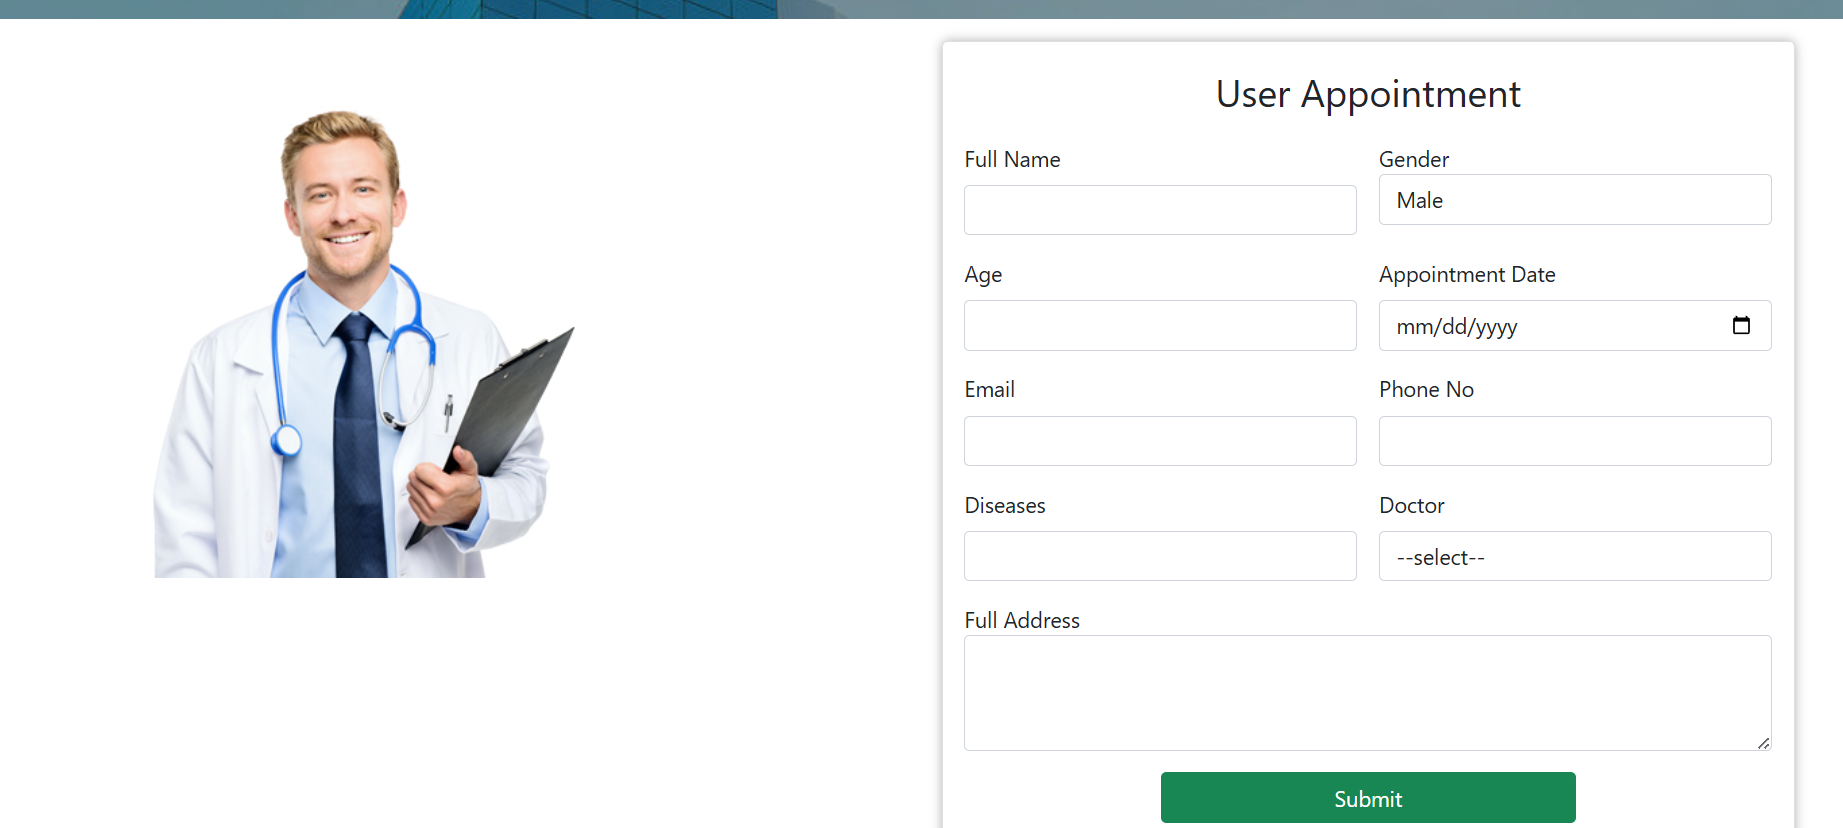 User Appointment
Full Name
Gender
Male
Age
Appointment Date
mm/dd/yyyy
Email
Phone No
Diseases
Doctor
--select--
Full Address
Submit